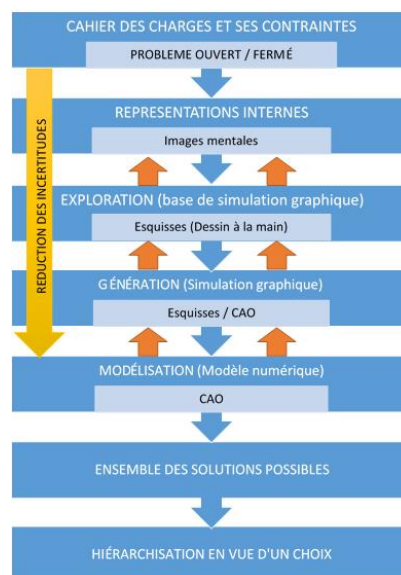 CAHIER DES CHARGES ET SES CONTRAINTES
PROBLEME OUVERT / FERMÉ
REPRESENTATIONS INTERNES
Images mentales
EXPLORATION (base de simulation graphique)
Esquisses (Dessin à la main)
GÉNÉRATION (Simulation graphique)
Esquisses / CAO
MODÉLISATION (Modèle numérique)
CAO
ENSEMBLE DES SOLUTIONS POSSIBLES
HIÉRARCHISATION EN VUE D'UN CHOIX
REDUCTION DES INCERTITUDES